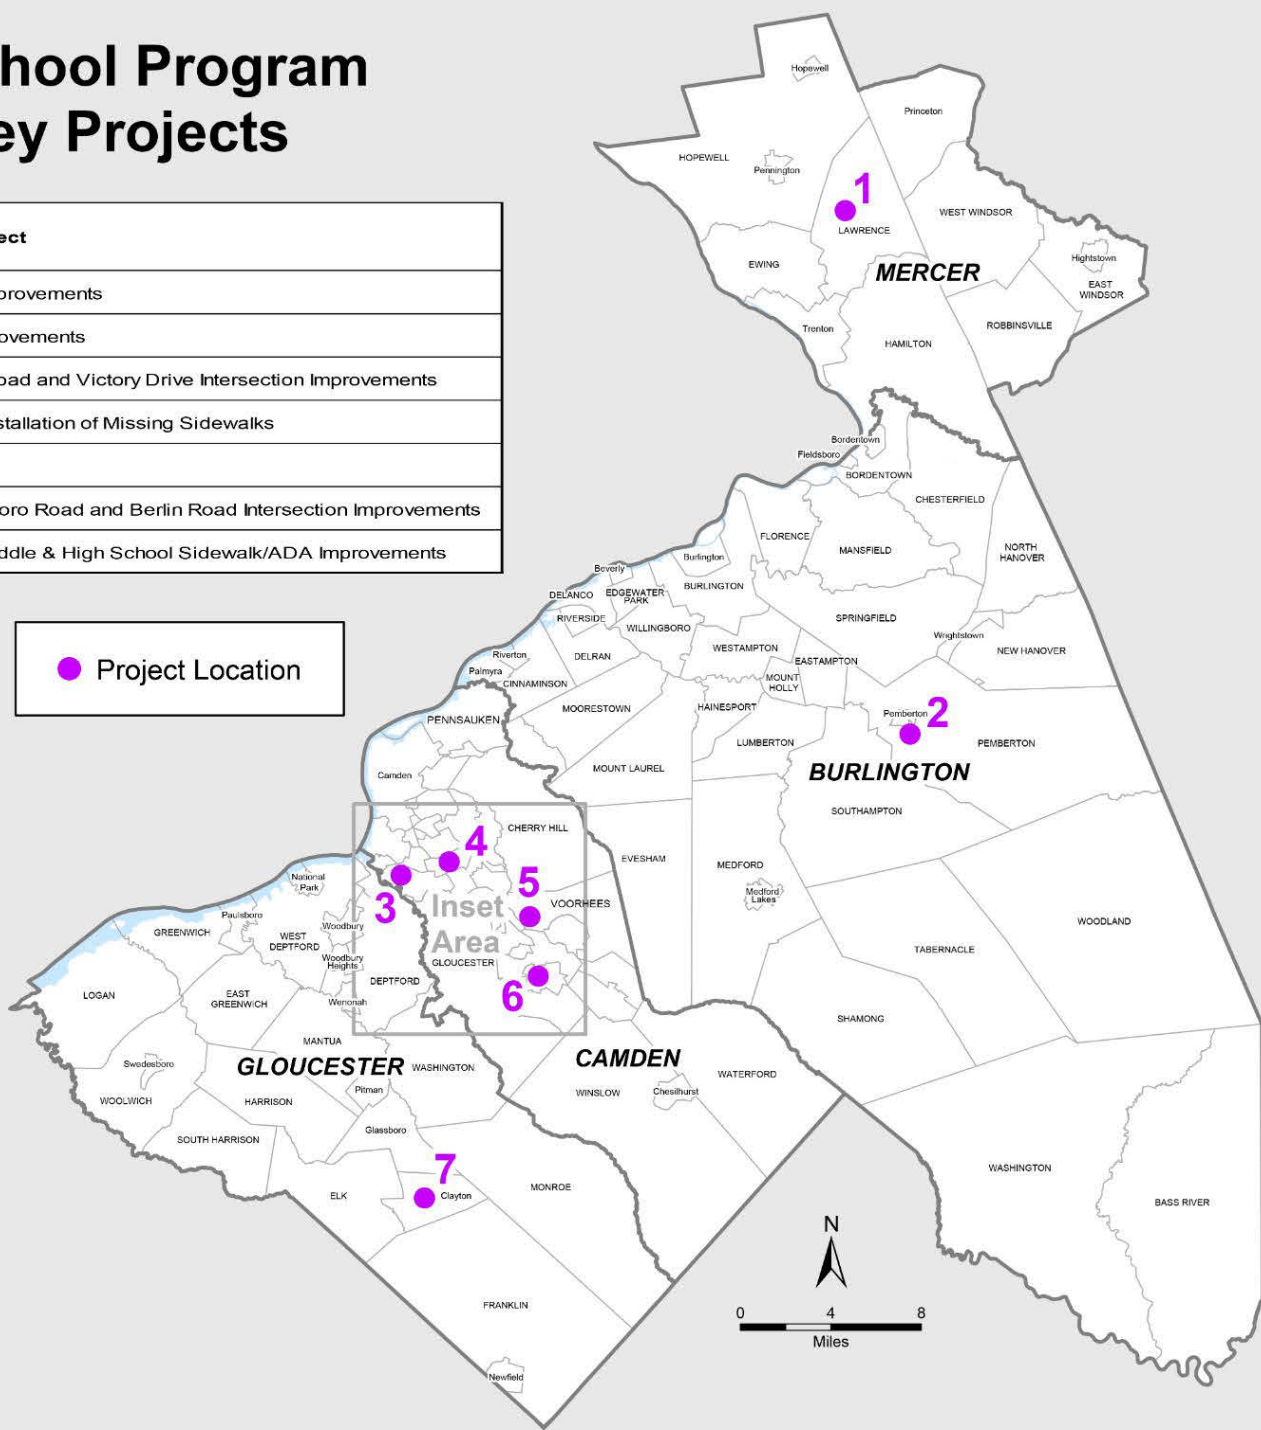 hool Program
ey Projects
ect
provements
ovements
oad and Victory Drive Intersection Improvements
stallation of Missing Sidewalks
oro Road and Berlin Road Intersection Improvements
ddle & High School Sidewalk/ADA Improvements
Project Location
Hopewell
Princeton
HOPEWELL
Pennington
1
LAWRENCE
WEST WINDSOR
EWING
MERCER
Hightstown
EAST
WINDSOR
Trenton
ROBBINSVILLE
HAMILTON
Bordentown
Fieldsboro
BORDENTOWN
CHESTERFIELD
FLORENCE
MANSFIELD
NORTH
HANOVER
Burlington
Beverly
BURLINGTON
DELANCO
EDGEWATER
PARK
RIVERSIDE
WILLINGBORO
SPRINGFIELD
Wrightstown
NEW HANOVER
WESTAMPTON
EASTAMPTON
Riverton
DELRAN
Palmyra
CINNAMINSON
MOUNT
HOLLY
MOORESTOWN
HAINESPORT
Pemberton
2
PENNSAUKEN
LUMBERTON
PEMBERTON
Camden
MOUNT LAUREL
BURLINGTON
SOUTHAMPTON
CHERRY HILL
4
EVESHAM
MEDFORD
Medford
Lakes
National
Park
3
5
Inset
Area
VOORHEES
Paulsboro
GREENWICH
WEST
DEPTFORD
Woodbury
WOODLAND
Woodbury
Heights
GLOUCESTER
TABERNACLE
DEPTFORD
6
LOGAN
EAST
GREENWICH
Wenonah
SHAMONG
MANTUA
GLOUCESTER
WASHINGTON
CAMDEN
Swedesboro
WATERFORD
Pitman
WINSLOW
Chesilhurst
WOOLWICH
HARRISON
Glassboro
SOUTH HARRISON
7
WASHINGTON
ELK
Clayton
MONROE
BASS RIVER
N
FRANKLIN
0 4 8
Miles
Newfield